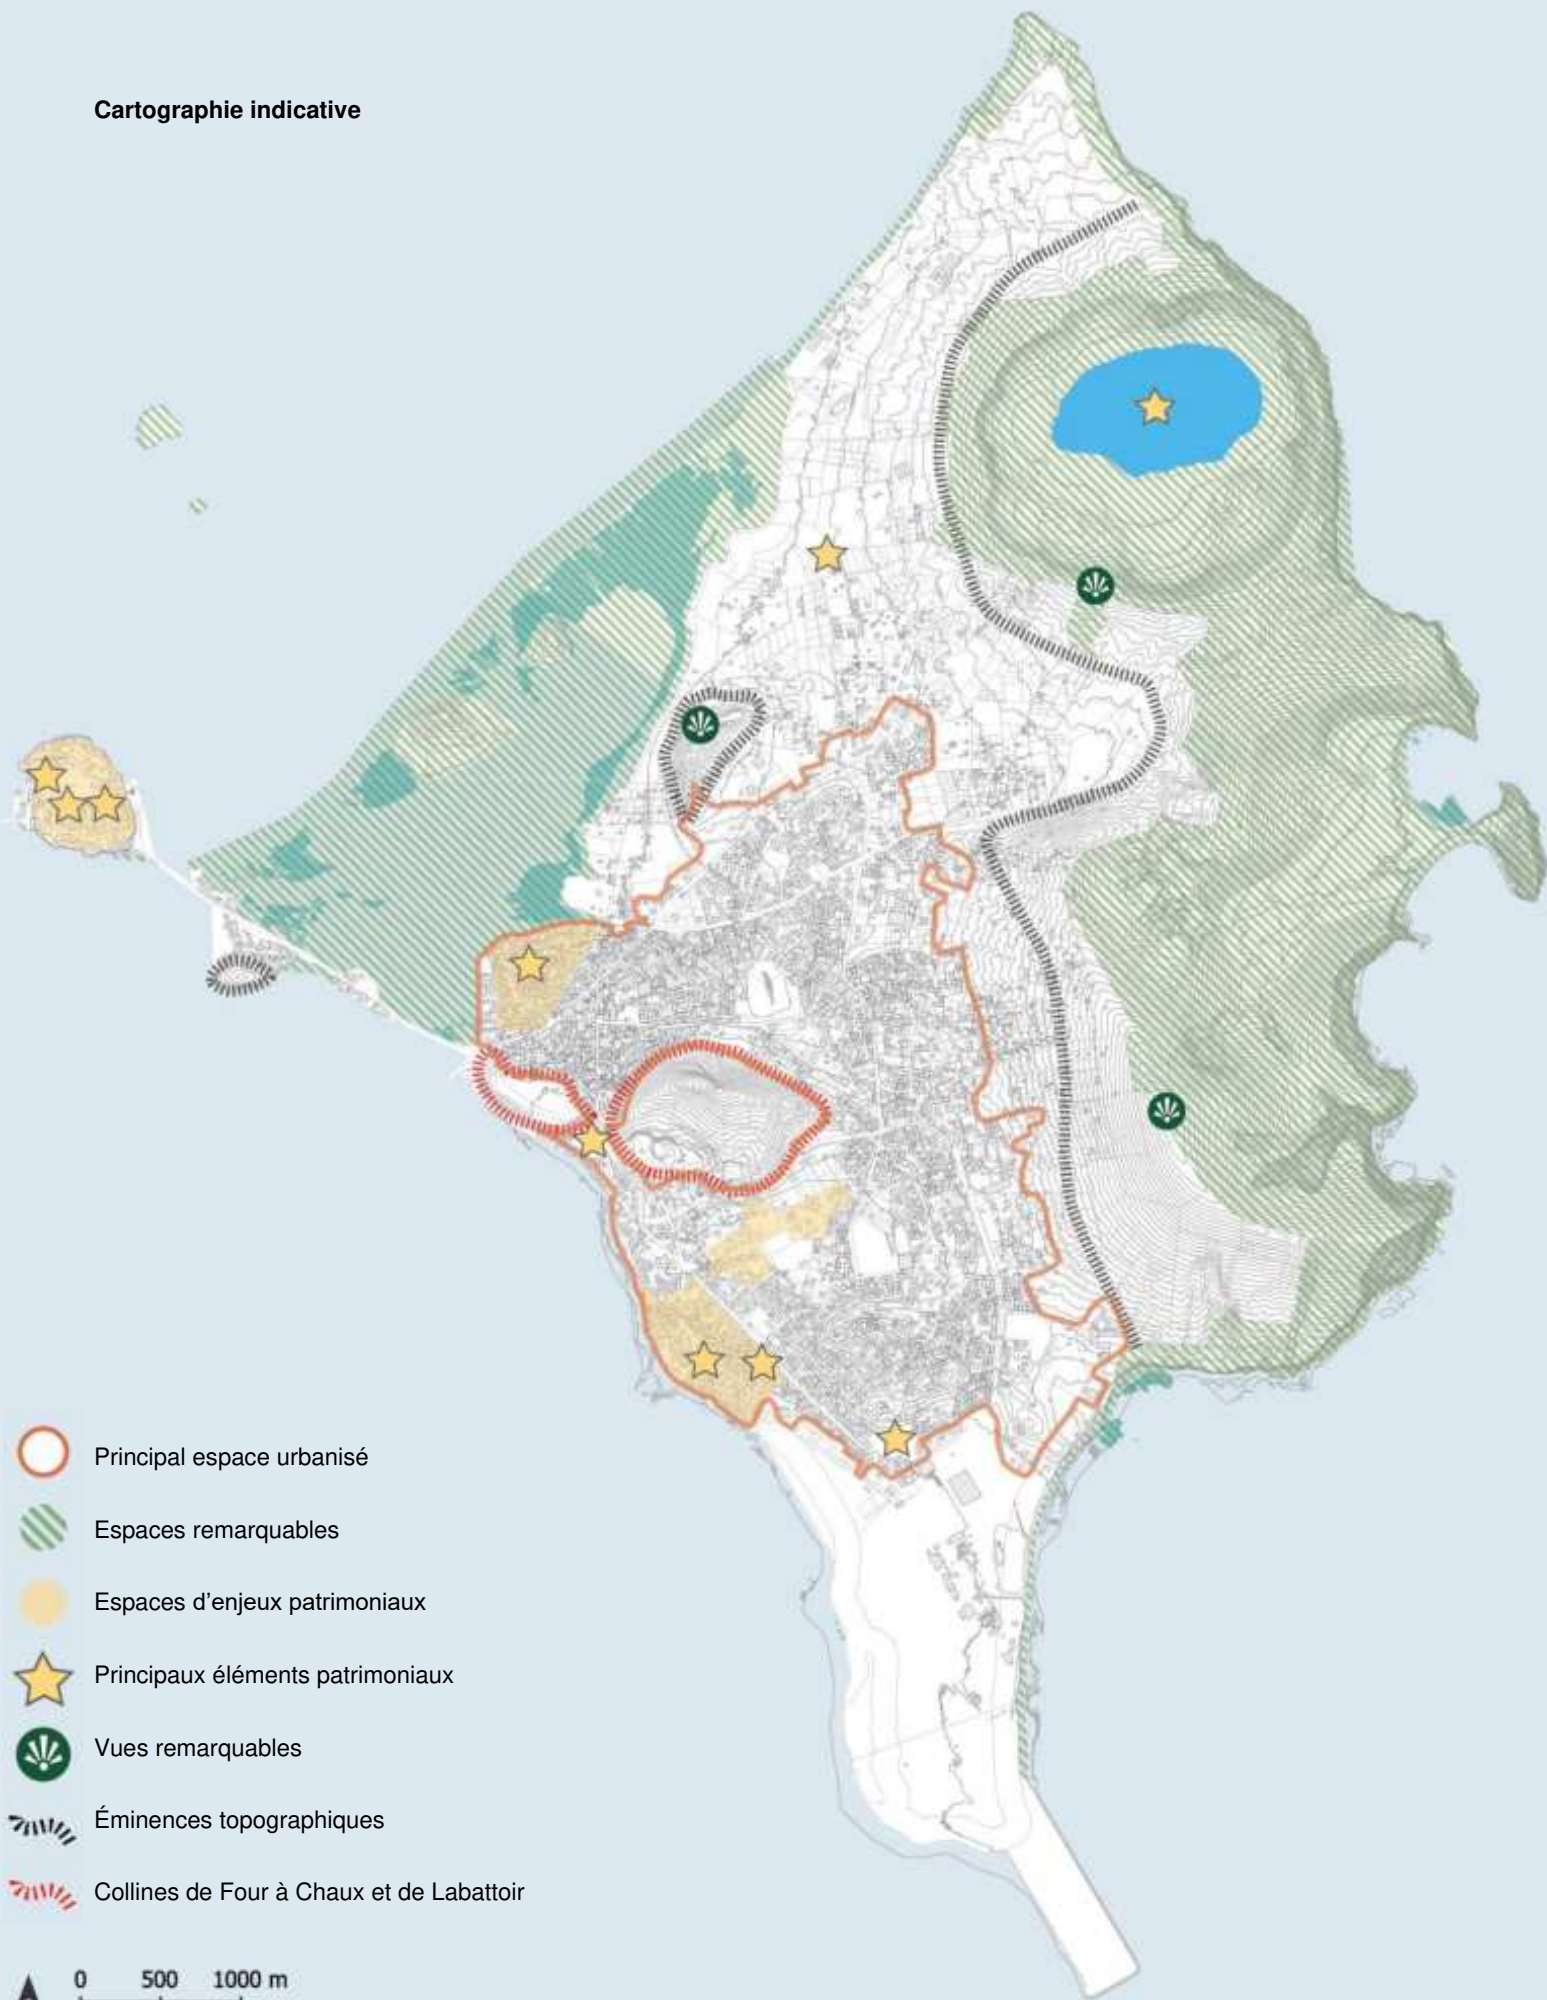 Cartographie indicative
Principal espace urbanisé
Espaces remarquables
Espaces d'enjeux patrimoniaux
Principaux éléments patrimoniaux
Vues remarquables
Éminences topographiques
Collines de Four à Chaux et de Labattoir
0 500 1000 m